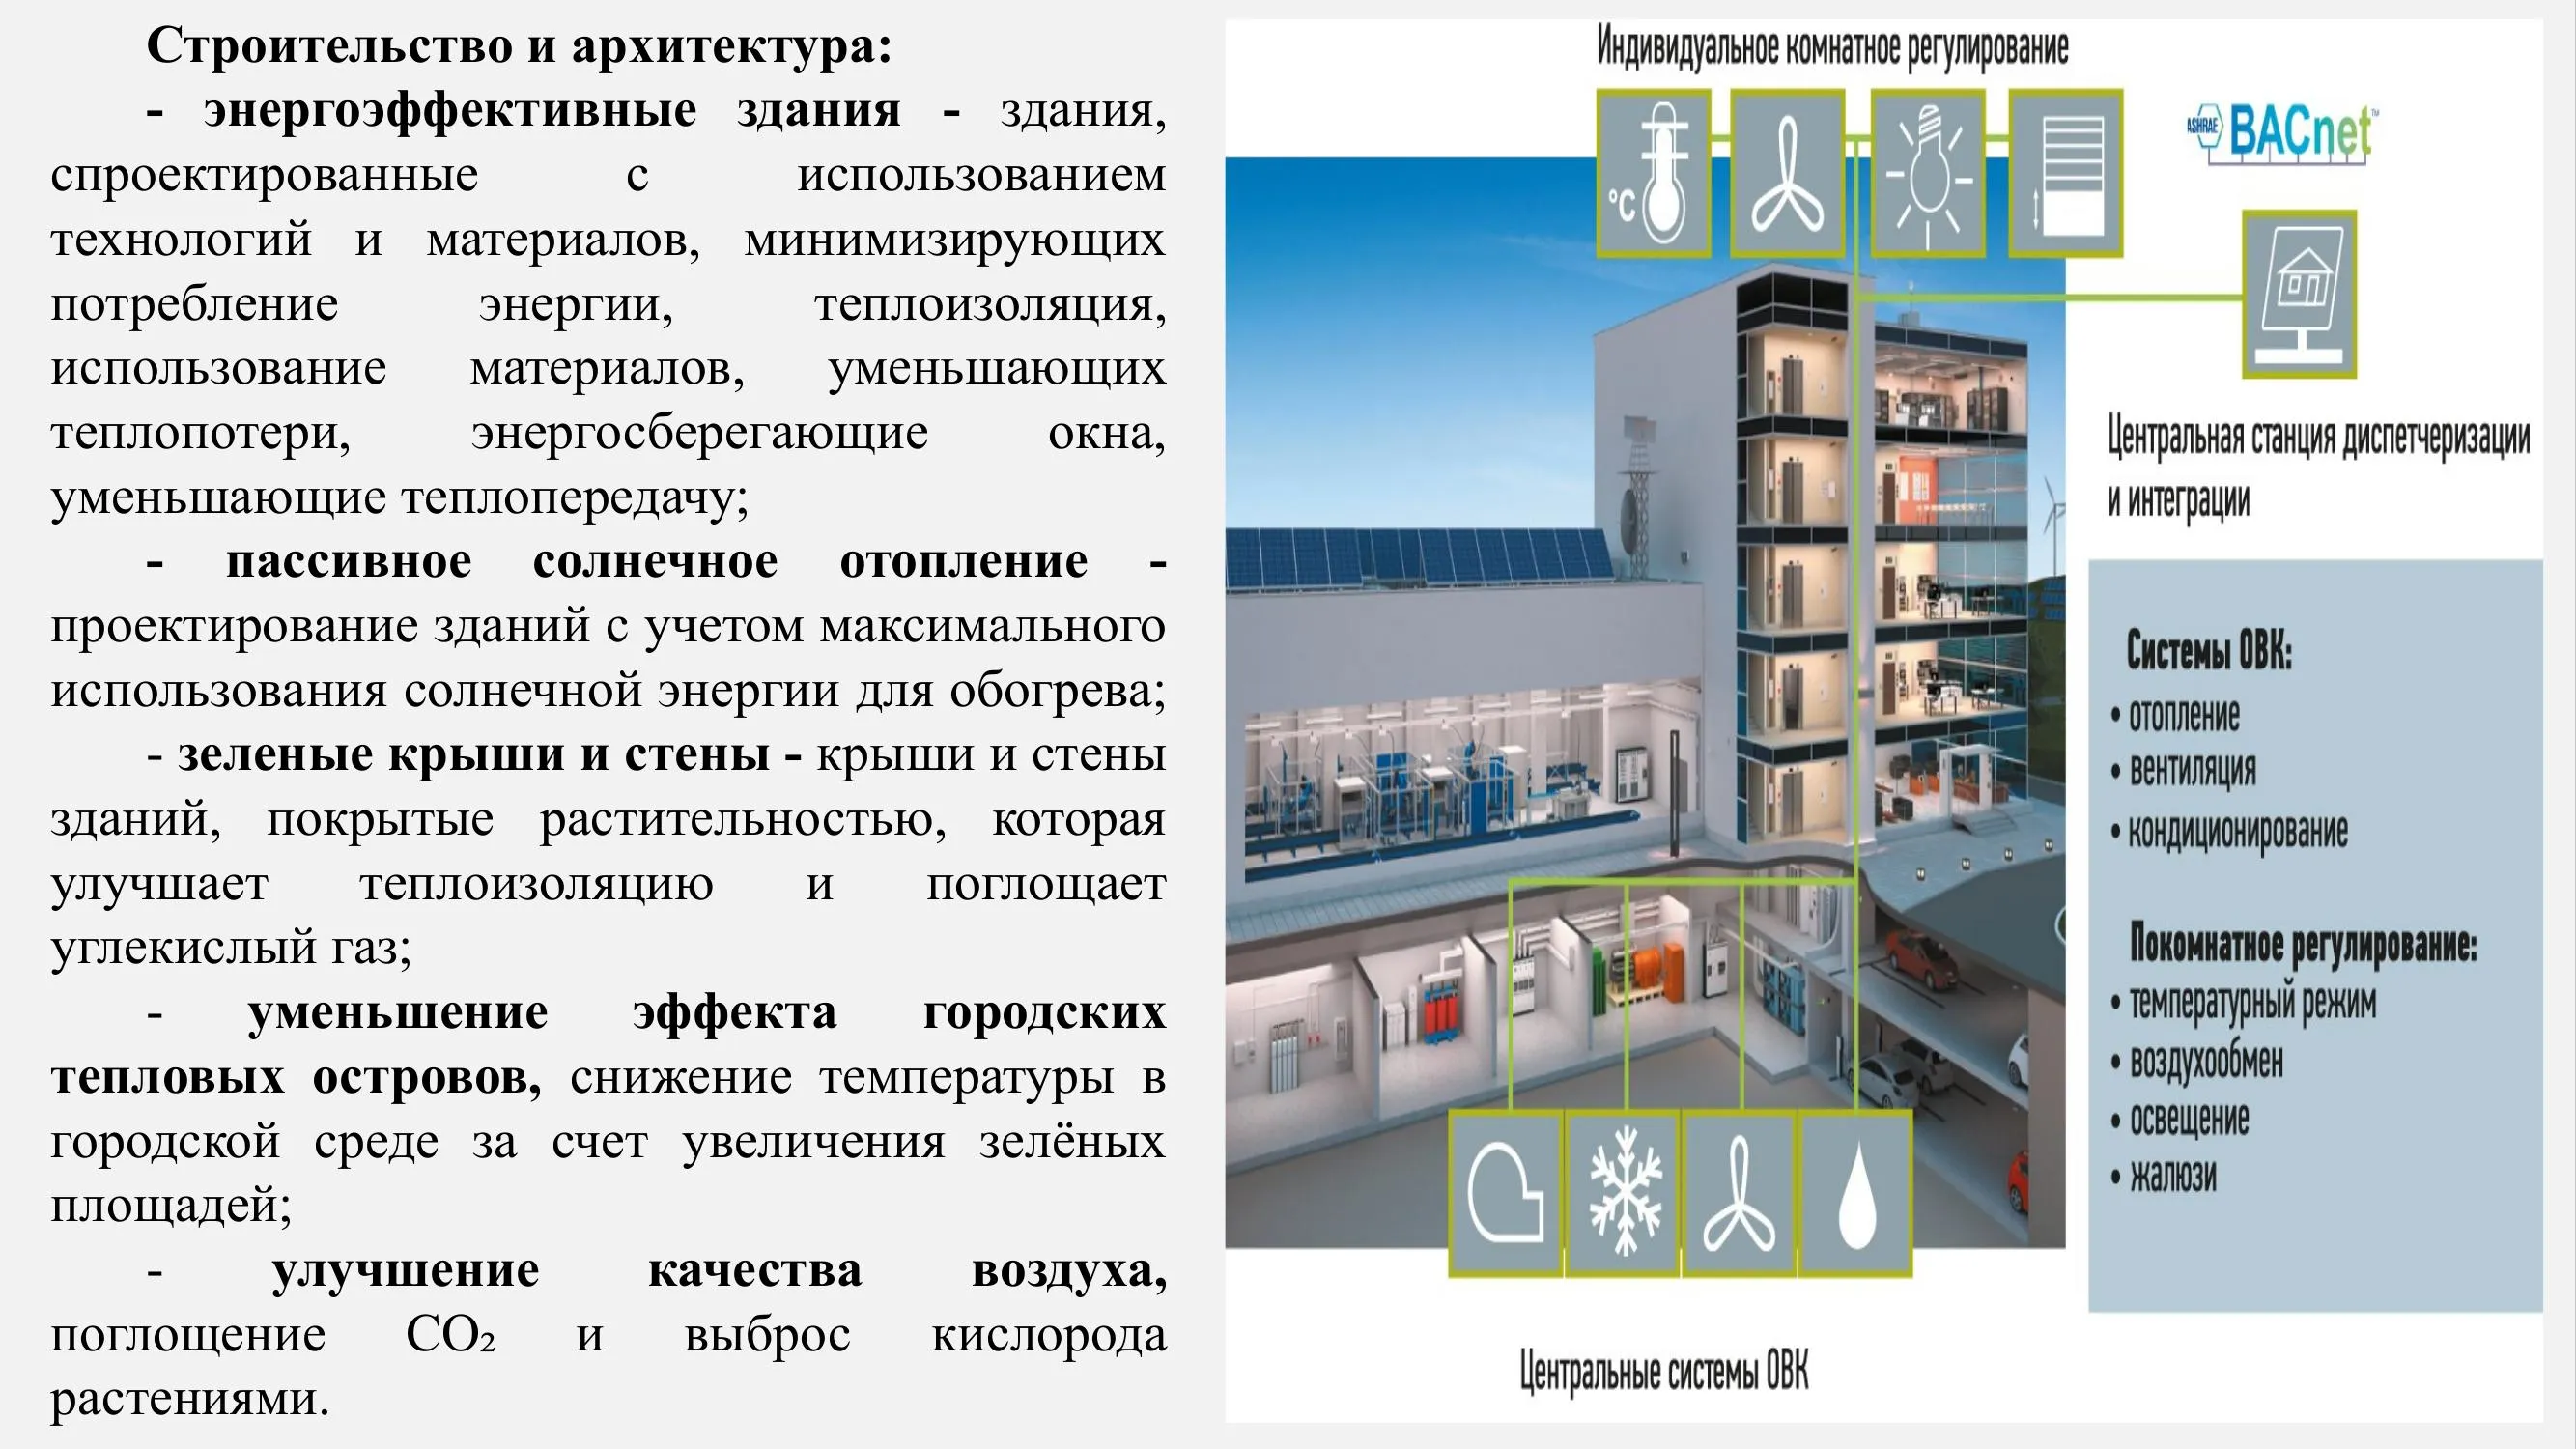 Строительство и архитектура:
- энергоэффективные здания - здания,
спроектированные с использованием
технологий и материалов, минимизирующих
потребление энергии, теплоизоляция,
использование материалов, уменьшающих
теплопотери, энергосберегающие окна,
уменьшающие теплопередачу;
- пассивное солнечное отопление -
проектирование зданий с учетом максимального
использования солнечной энергии для обогрева;
- зеленые крыши и стены - крыши и стены
зданий, покрытые растительностью, которая
улучшает теплоизоляцию и поглощает
углекислый газ;
- уменьшение эффекта городских
тепловых островов, снижение температуры в
городской среде за счет увеличения зелёных
площадей;
- улучшение качества воздуха,
поглощение CO₂ и выброс кислорода
растениями.
Индивидуальное комнатное регулирование
°C
ASHRAE BACnet™
Центральная станция диспетчеризации
и интеграции
Системы ОВК:
• отопление
• вентиляция
• кондиционирование
Покомнатное регулирование:
• температурный режим
• воздухообмен
• освещение
• жалюзи
Центральные системы ОВК